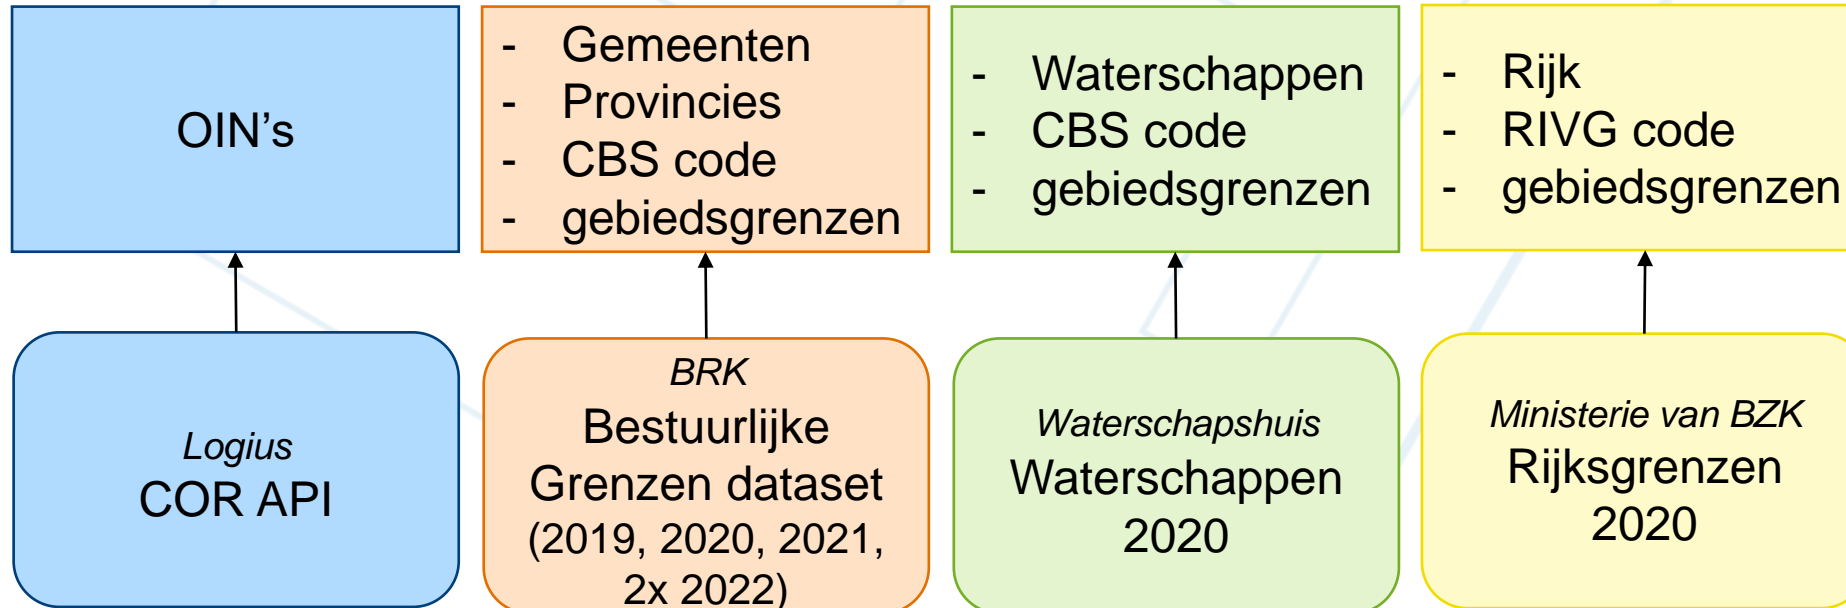 OIN’s
- Gemeenten
- Provincies
- CBS code
- gebiedsgrenzen
- Waterschappen
- CBS code
- gebiedsgrenzen
- Rijk
- RIVG code
- gebiedsgrenzen
Logius
COR API
BRK
Bestuurlijke
Grenzen dataset
(2019, 2020, 2021,
2x 2022)
Waterschapshuis
Waterschappen
2020
Ministerie van BZK
Rijksgrenzen
2020